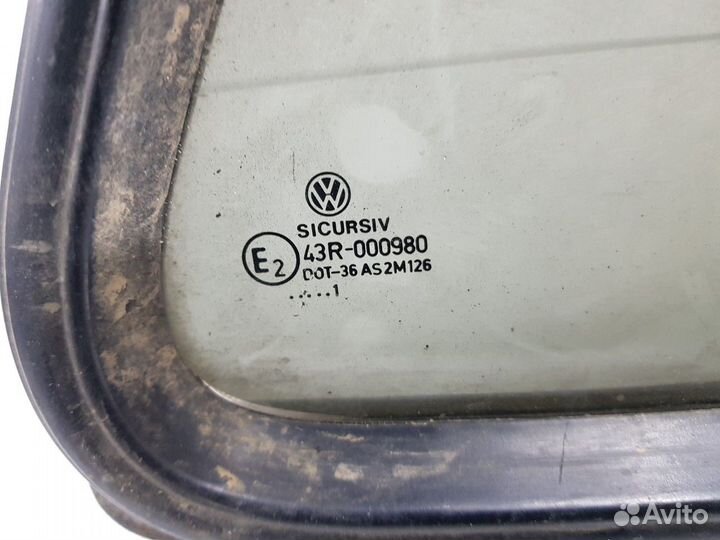 SICURSIV
E2 43R-000980
DOT-36 AS2M126
......1
Avito